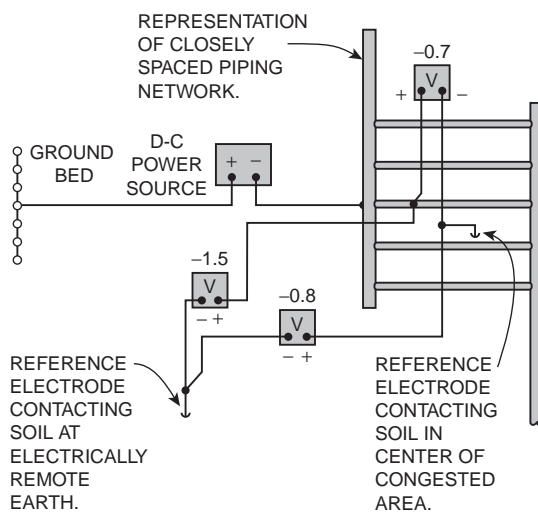 REPRESENTATION
OF CLOSELY
SPACED PIPING
NETWORK.
–0.7
V
+ –
GROUND
BED
D-C
POWER
SOURCE
+ –
–1.5
V
– +
–0.8
V
– +
REFERENCE
ELECTRODE
CONTACTING
SOIL AT
ELECTRICALLY
REMOTE
EARTH.
REFERENCE
ELECTRODE
CONTACTING
SOIL IN
CENTER OF
CONGESTED
AREA.